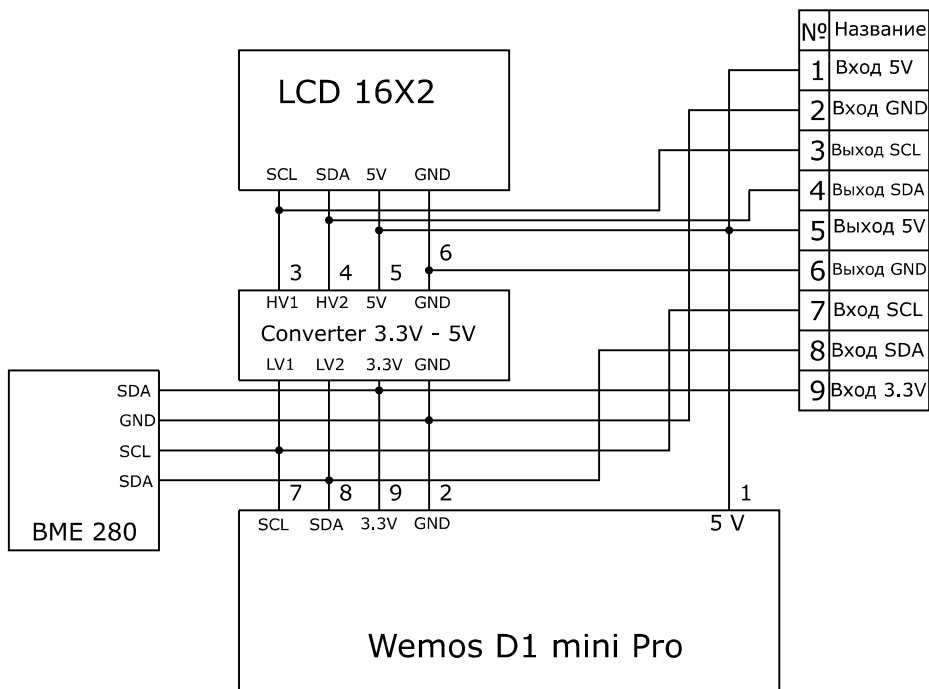 № Название
1 Вход 5V
2 Вход GND
3 Выход SCL
4 Выход SDA
5 Выход 5V
6 Выход GND
7 Вход SCL
8 Вход SDA
9 Вход 3.3V
LCD 16X2
SCL SDA 5V GND
6
3 4 5
HV1 HV2 5V GND
Converter 3.3V - 5V
LV1 LV2 3.3V GND
SDA
GND
SCL
SDA
BME 280
7 8 9 2 1
SCL SDA 3.3V GND 5 V
Wemos D1 mini Pro